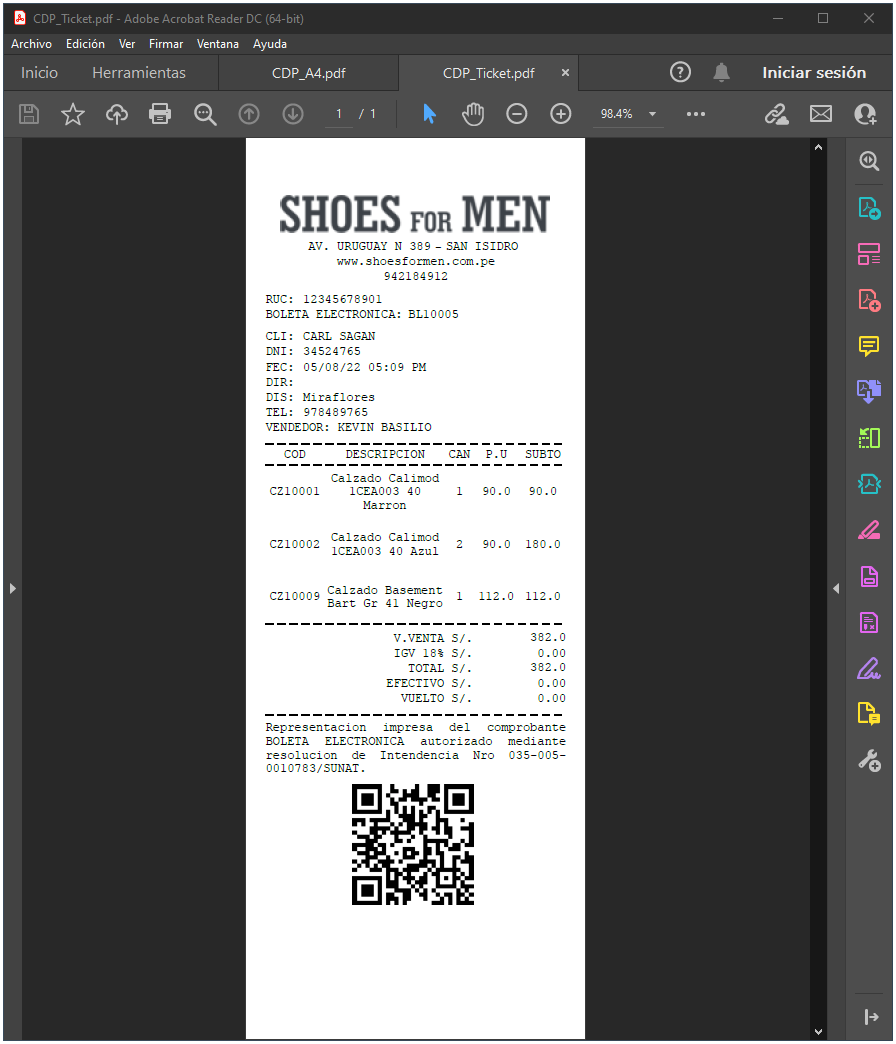 CDP_Ticket.pdf - Adobe Acrobat Reader DC (64-bit)
Archivo Edición Ver Firmar Ventana Ayuda
Inicio Herramientas CDP_A4.pdf CDP_Ticket.pdf × Iniciar sesión
1 / 1 98.4%
SHOES FOR MEN
AV. URUGUAY N 389 – SAN ISIDRO
www.shoesformen.com.pe
942184912
RUC: 12345678901
BOLETA ELECTRONICA: BL10005
CLI: CARL SAGAN
DNI: 34524765
FEC: 05/08/22 05:09 PM
DIR:
DIS: Miraflores
TEL: 978489765
VENDEDOR: KEVIN BASILIO
COD DESCRIPCION CAN P.U SUBTO
Calzado Calimod
CZ10001 1CEA003 40 1 90.0 90.0
Marron
Calzado Calimod
CZ10002 1CEA003 40 Azul 2 90.0 180.0
Calzado Basement
CZ10009 Bart Gr 41 Negro 1 112.0 112.0
V.VENTA S/. 382.0
IGV 18% S/. 0.00
TOTAL S/. 382.0
EFECTIVO S/. 0.00
VUELTO S/. 0.00
Representacion impresa del comprobante
BOLETA ELECTRONICA autorizado mediante
resolucion de Intendencia Nro 035-005-
0010783/SUNAT.